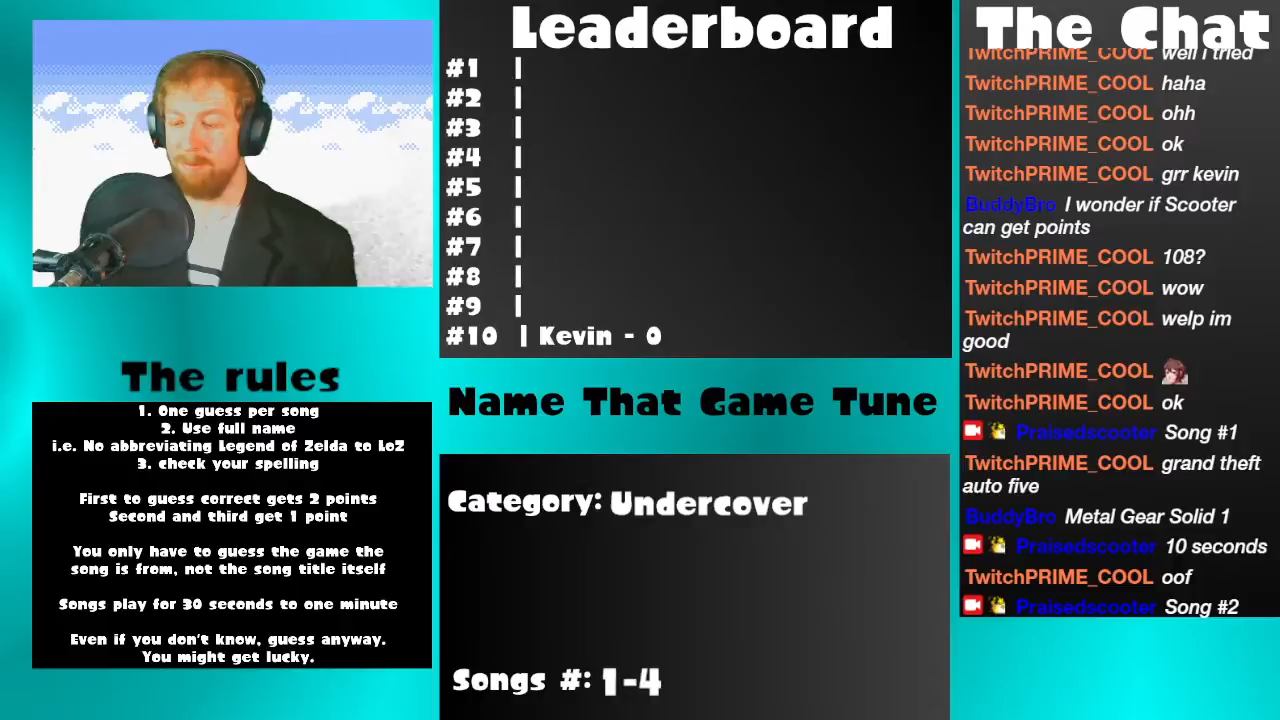 Leaderboard
#1 |
#2 |
#3 |
#4 |
#5 |
#6 |
#7 |
#8 |
#9 |
#10 | Kevin - 0
The rules
1. One guess per song
2. Use full name
i.e. No abbreviating Legend of Zelda to LoZ
3. check your spelling
First to guess correct gets 2 points
Second and third get 1 point
You only have to guess the game the
song is from, not the song title itself
Songs play for 30 seconds to one minute
Even if you don't know, guess anyway.
You might get lucky.
Name That Game Tune
Category: Undercover
Songs #: 1-4
The Chat
TwitchPRIME_COOL well i tried
TwitchPRIME_COOL haha
TwitchPRIME_COOL ohh
TwitchPRIME_COOL ok
TwitchPRIME_COOL grr kevin
BuddyBro I wonder if Scooter
can get points
TwitchPRIME_COOL 108?
TwitchPRIME_COOL wow
TwitchPRIME_COOL welp im
good
TwitchPRIME_COOL
TwitchPRIME_COOL ok
Praisedscooter Song #1
TwitchPRIME_COOL grand theft
auto five
BuddyBro Metal Gear Solid 1
Praisedscooter 10 seconds
TwitchPRIME_COOL oof
Praisedscooter Song #2